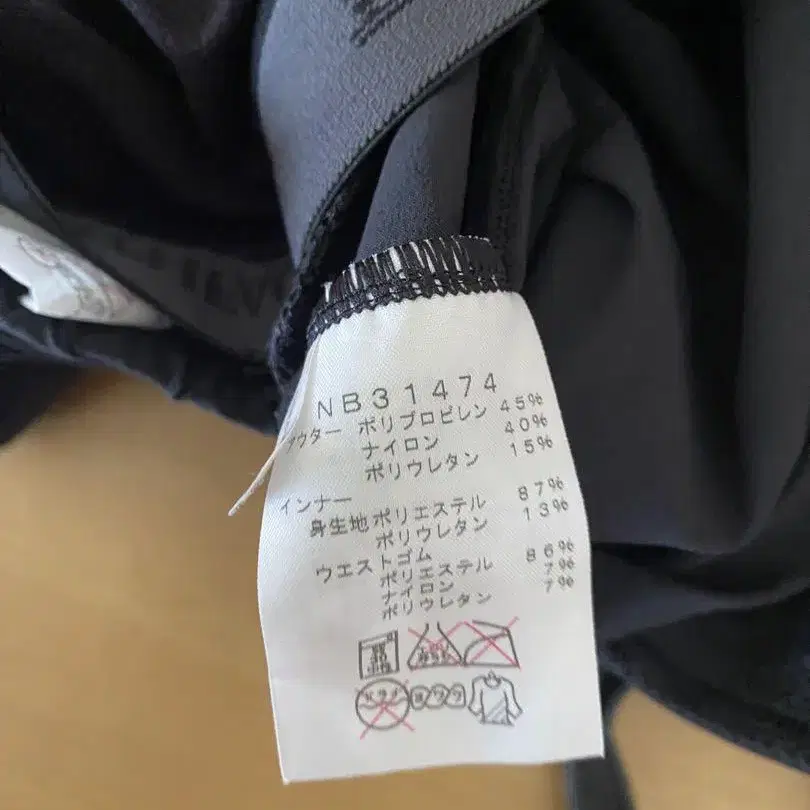 NB31474
アウター ポリプロピレン 45%
ナイロン 40%
ポリウレタン 15%
インナー
身生地 ポリエステル 87%
ポリウレタン 13%
ウエストゴム
ポリエステル 86%
ナイロン 7%
ポリウレタン 7%